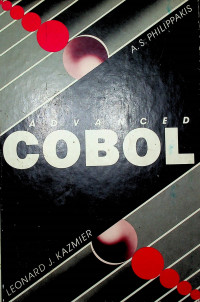 A. S. PHILIPPAKIS
ADVANCED
COBOL
LEONARD J. KAZMIER